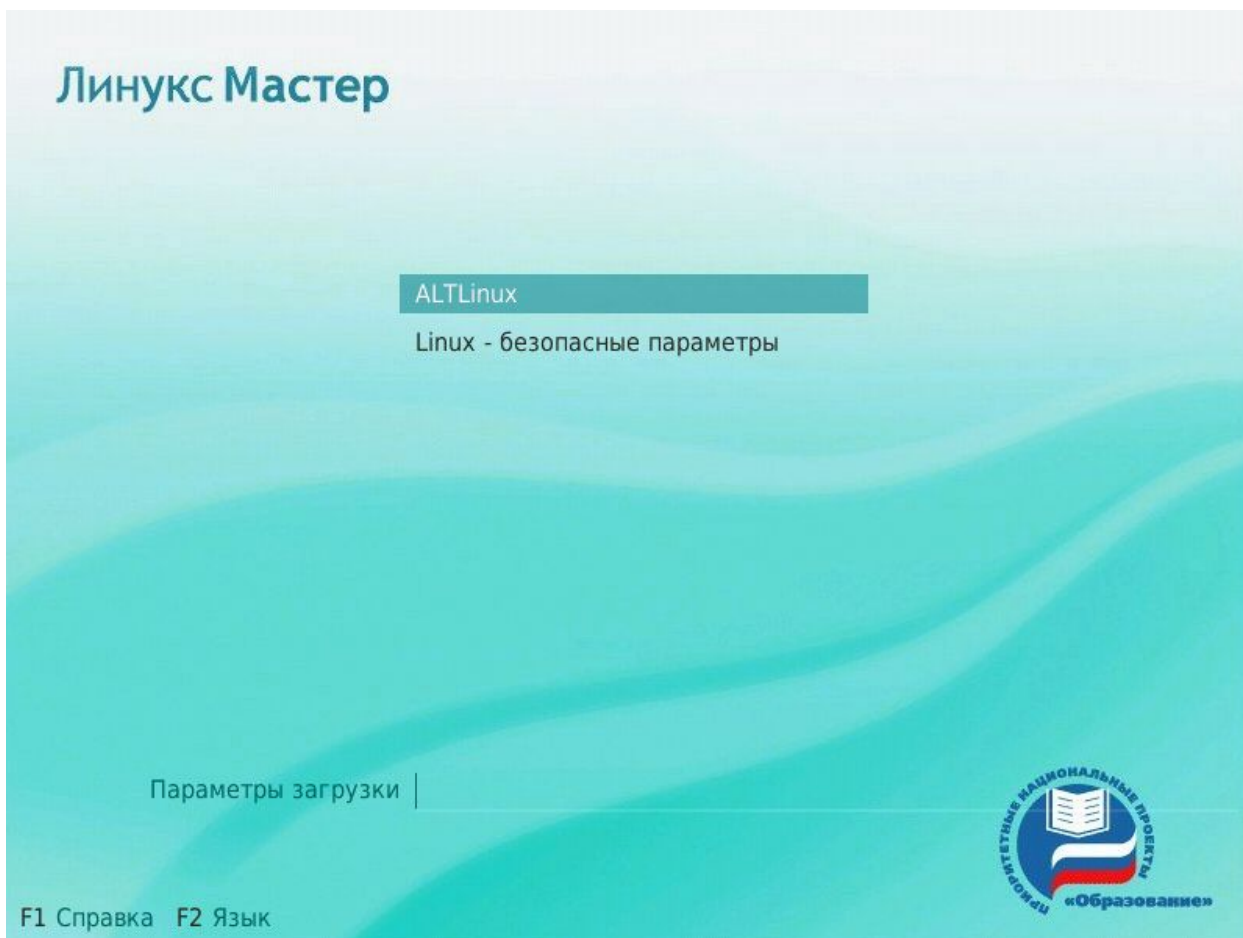 Линукс Мастер
ALTLinux
Linux - безопасные параметры
Параметры загрузки
ПРИОРИТЕТНЫЕ НАЦИОНАЛЬНЫЕ ПРОЕКТЫ
«Образование»
F1 Справка F2 Язык